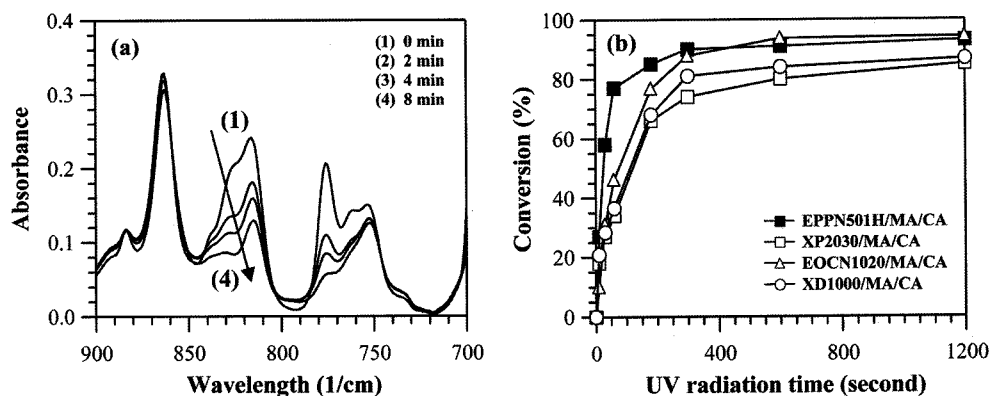 (a)
(1) 0 min
(2) 2 min
(3) 4 min
(4) 8 min
(1)
(4)
0.4
0.3
0.2
0.1
0.0
900
850
800
750
700
Absorbance
Wavelength (1/cm)
(b)
100
80
60
40
20
0
0
400
800
1200
Conversion (%)
UV radiation time (second)
EPPN501H/MA/CA
XP2030/MA/CA
EOCN1020/MA/CA
XD1000/MA/CA